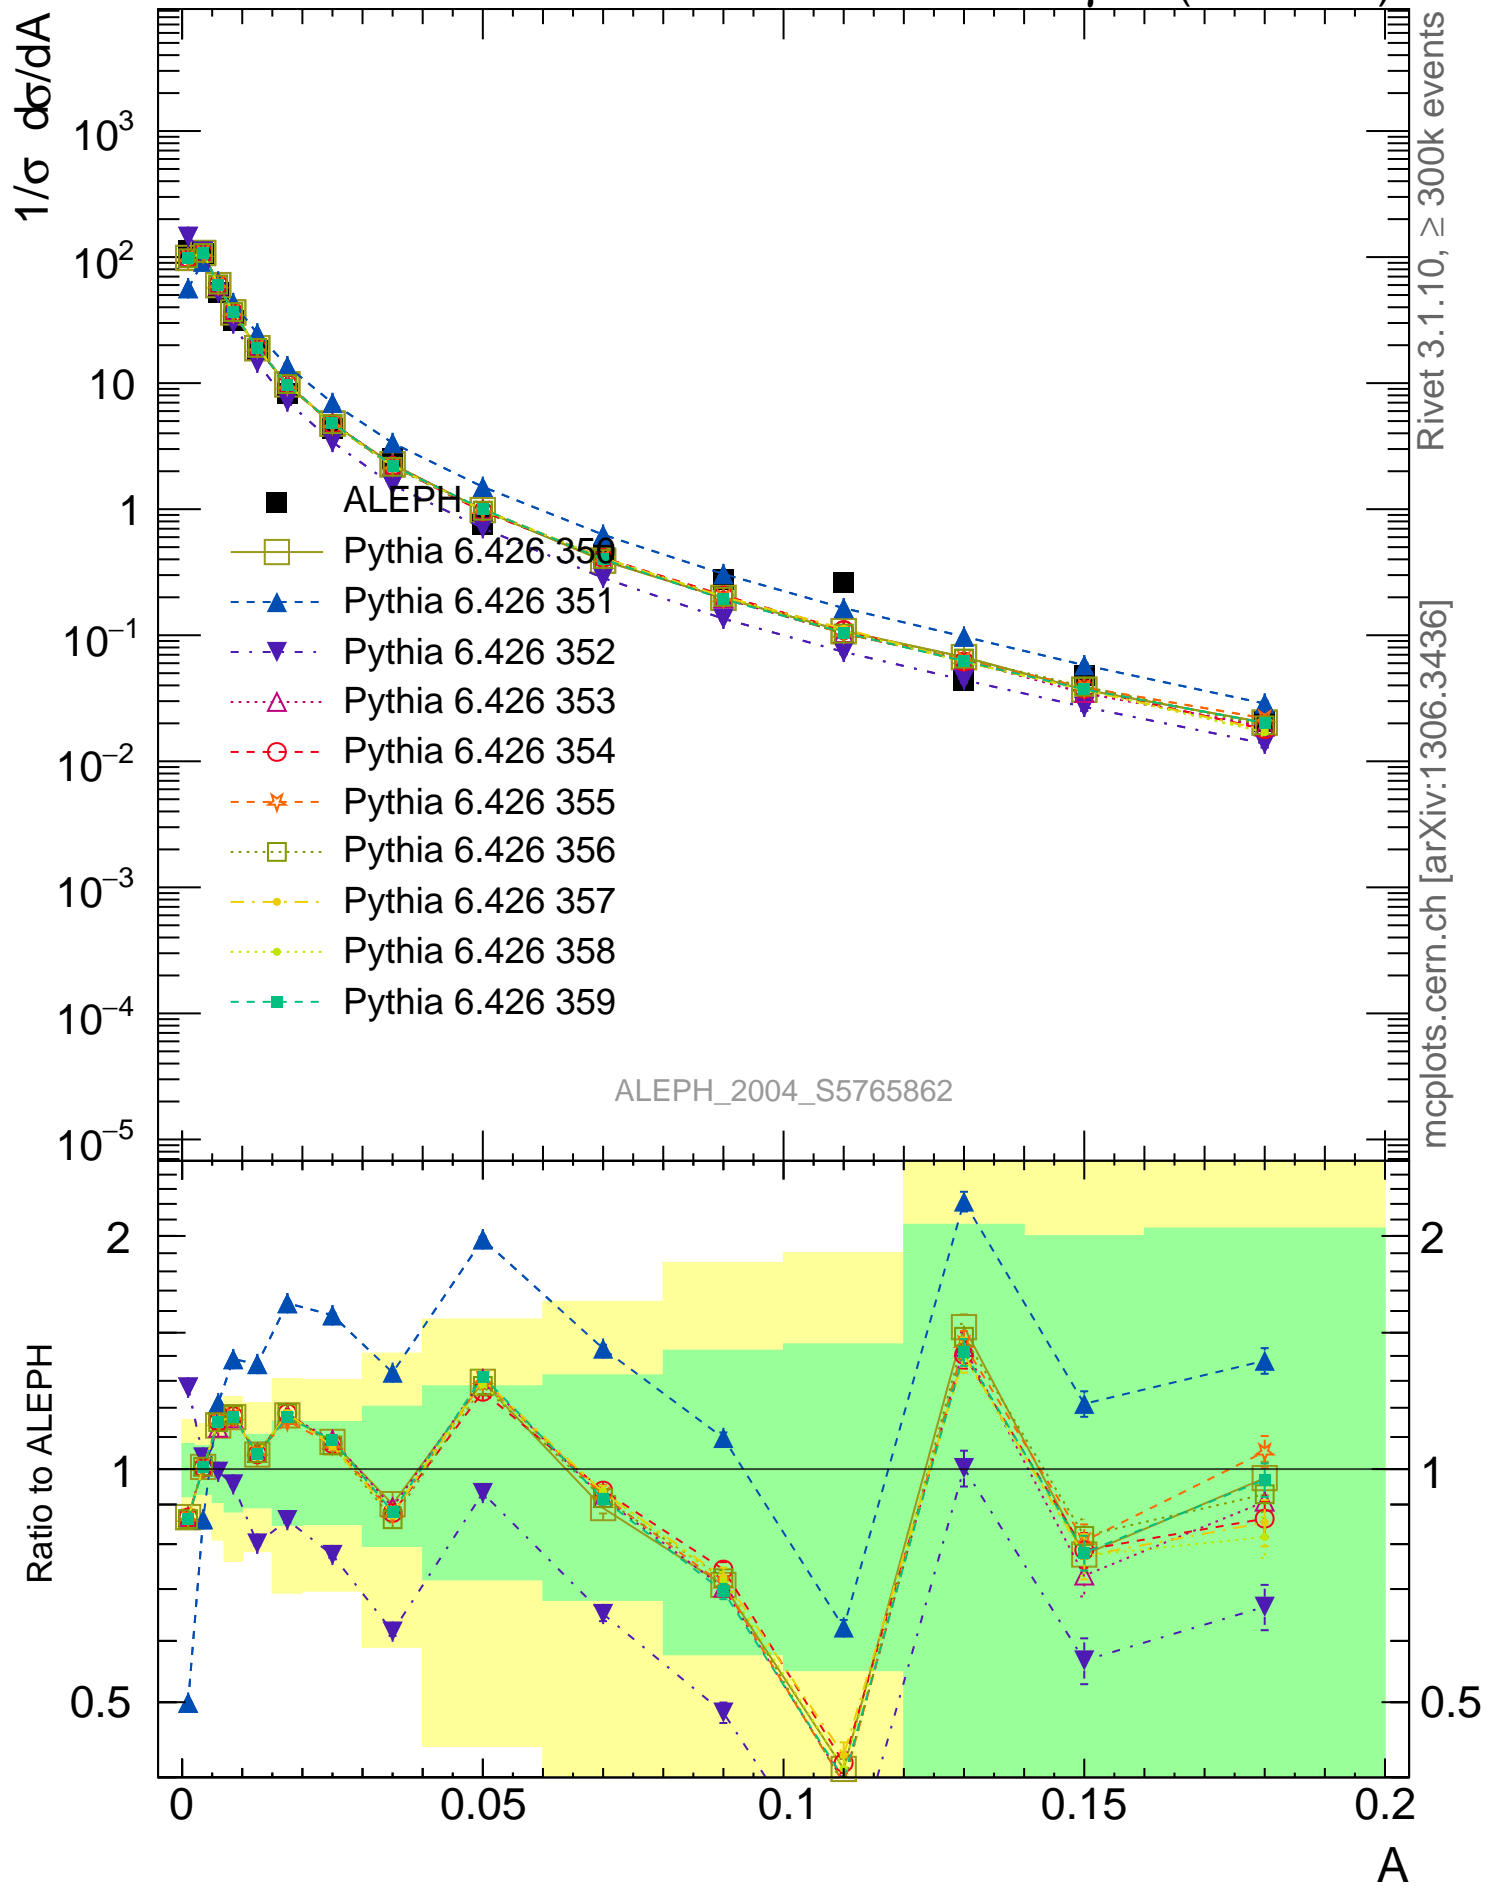 1/σ dσ/dA
10³
10²
10
1
10⁻¹
10⁻²
10⁻³
10⁻⁴
10⁻⁵
ALEPH
Pythia 6.426 350
Pythia 6.426 351
Pythia 6.426 352
Pythia 6.426 353
Pythia 6.426 354
Pythia 6.426 355
Pythia 6.426 356
Pythia 6.426 357
Pythia 6.426 358
Pythia 6.426 359
ALEPH_2004_S5765862
Rivet 3.1.10, ≥ 300k events
mcplots.cern.ch [arXiv:1306.3436]
Ratio to ALEPH
2
1
0.5
2
1
0.5
0 0.05 0.1 0.15 0.2
A